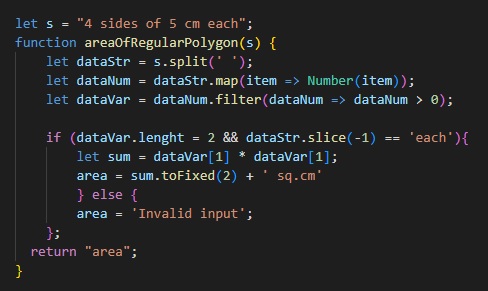 let s = "4 sides of 5 cm each";
function areaOfRegularPolygon(s) {
    let dataStr = s.split(' ');
    let dataNum = dataStr.map(item => Number(item));
    let dataVar = dataNum.filter(dataNum => dataNum > 0);

    if (dataVar.lenght = 2 && dataStr.slice(-1) == 'each'){
        let sum = dataVar[1] * dataVar[1];
        area = sum.toFixed(2) + ' sq.cm'
        } else {
        area = 'Invalid input';
    };
  return "area";
}